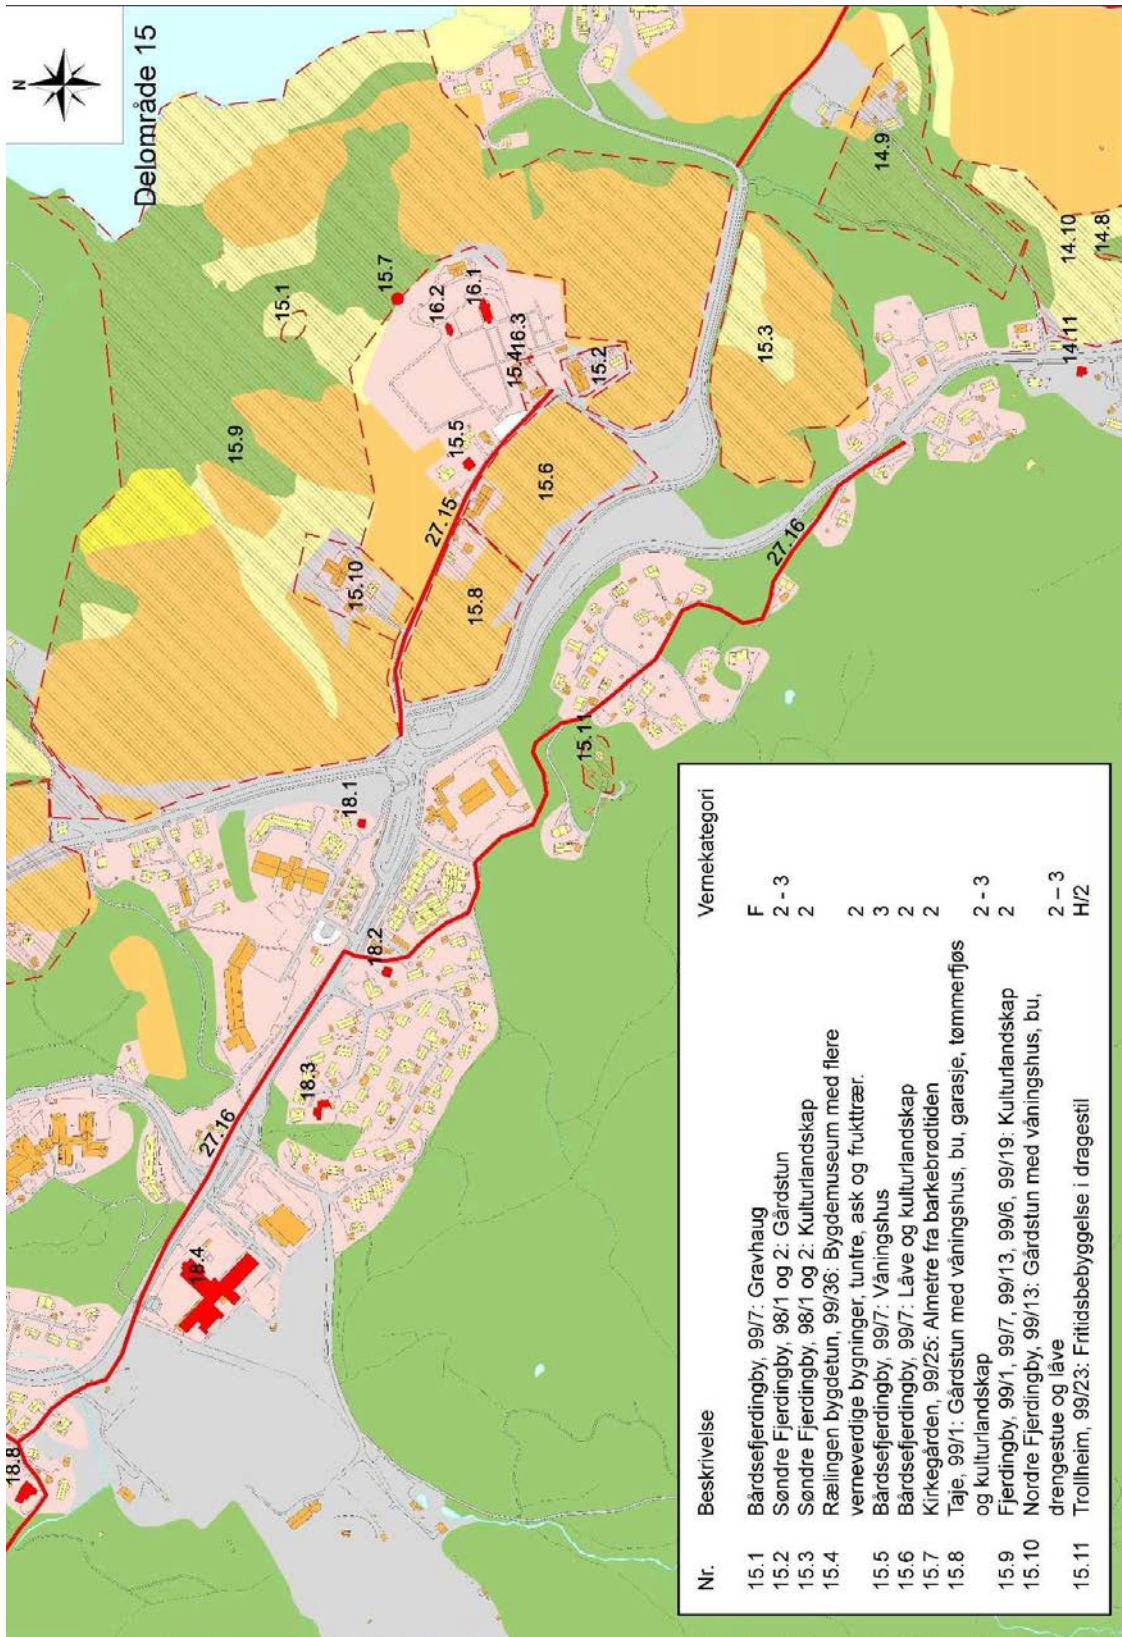 N
Delområde 15
15.1
15.7
16.2
16.1
15.9
15.4
16.3
15.2
15.3
14.9
14.10
14.8
14.11
15.5
15.6
27.15
15.10
15.8
27.16
15.11
18.1
18.2
18.3
27.16
18.4
18.8
Nr. Beskrivelse Vernekategori
15.1 Bårdsefjerdingby, 99/7: Gravhaug F
15.2 Søndre Fjerdingby, 98/1 og 2: Gårdstun 2 - 3
15.3 Søndre Fjerdingby, 98/1 og 2: Kulturlandskap 2
15.4 Rælingen bygdetun, 99/36: Bygdemuseum med flere
verneverdige bygninger, tuntre, ask og frukttrær. 2
15.5 Bårdsefjerdingby, 99/7: Våningshus 3
15.6 Bårdsefjerdingby, 99/7: Låve og kulturlandskap 2
15.7 Kirkegården, 99/25: Almetre fra barkebrødtiden 2
15.8 Taje, 99/1: Gårdstun med våningshus, bu, garasje, tømmerfjøs
og kulturlandskap 2 - 3
15.9 Fjerdingby, 99/1, 99/7, 99/13, 99/6, 99/19: Kulturlandskap 2
15.10 Nordre Fjerdingby, 99/13: Gårdstun med våningshus, bu,
drengestue og låve 2 – 3
15.11 Trollheim, 99/23: Fritidsbebyggelse i dragestil H/2